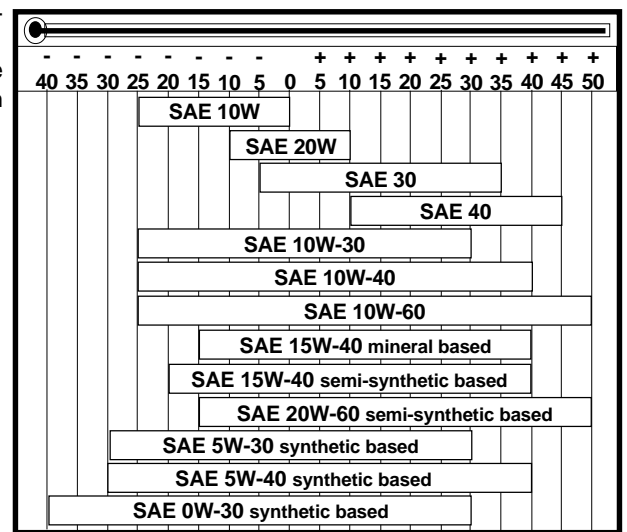 - - - - - - - - + + + + + + + + + +
40 35 30 25 20 15 10 5 0 5 10 15 20 25 30 35 40 45 50
SAE 10W
SAE 20W
SAE 30
SAE 40
SAE 10W-30
SAE 10W-40
SAE 10W-60
SAE 15W-40 mineral based
SAE 15W-40 semi-synthetic based
SAE 20W-60 semi-synthetic based
SAE 5W-30 synthetic based
SAE 5W-40 synthetic based
SAE 0W-30 synthetic based